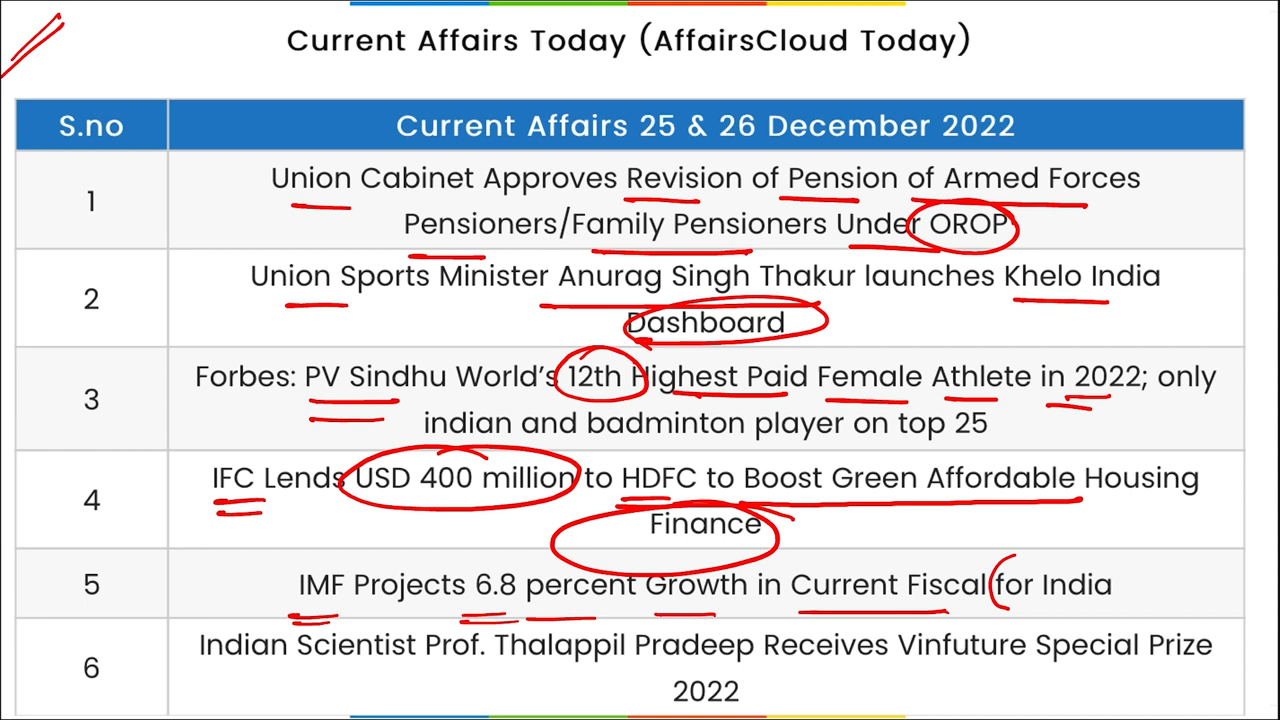 Current Affairs Today (AffairsCloud Today)
S.no
Current Affairs 25 & 26 December 2022
1
Union Cabinet Approves Revision of Pension of Armed Forces
Pensioners/Family Pensioners Under OROP
2
Union Sports Minister Anurag Singh Thakur launches Khelo India
Dashboard
3
Forbes: PV Sindhu World's 12th Highest Paid Female Athlete in 2022; only
indian and badminton player on top 25
4
IFC Lends USD 400 million to HDFC to Boost Green Affordable Housing
Finance
5
IMF Projects 6.8 percent Growth in Current Fiscal for India
6
Indian Scientist Prof. Thalappil Pradeep Receives Vinfuture Special Prize
2022